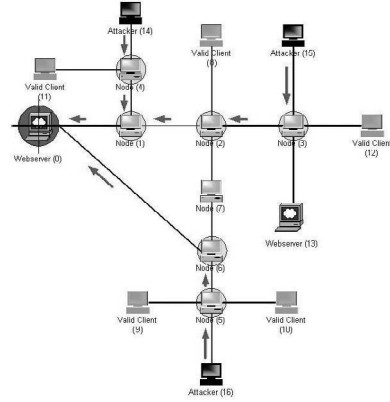 Attacker (14)
Valid Client
(8)
Attacker (15)
Valid Client
(11)
Node (4)
Webserver (0)
Node (1)
Node (2)
Node (3)
Valid Client
(12)
Node (7)
Webserver (13)
Node (6)
Valid Client
(9)
Node (5)
Valid Client
(10)
Attacker (16)